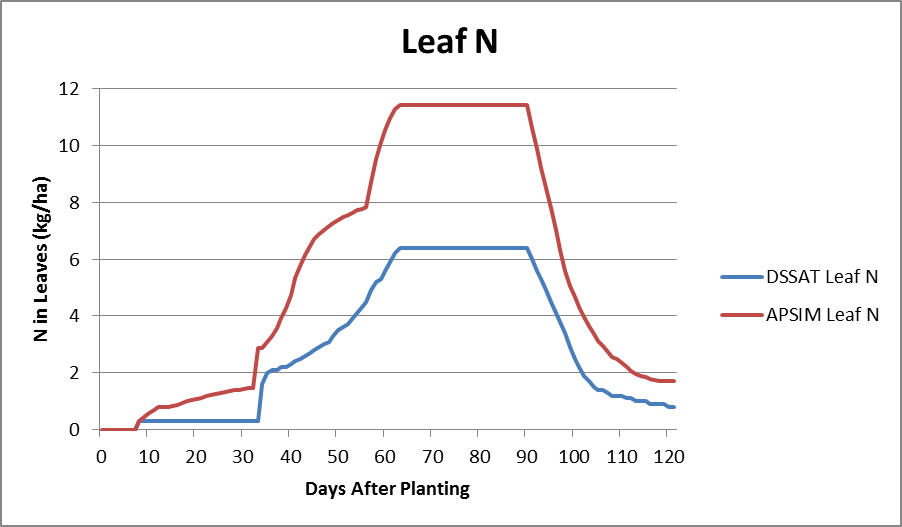 Leaf N
12
10
8
6
4
2
0
N in Leaves (kg/ha)
0 10 20 30 40 50 60 70 80 90 100 110 120
Days After Planting
DSSAT Leaf N
APSIM Leaf N